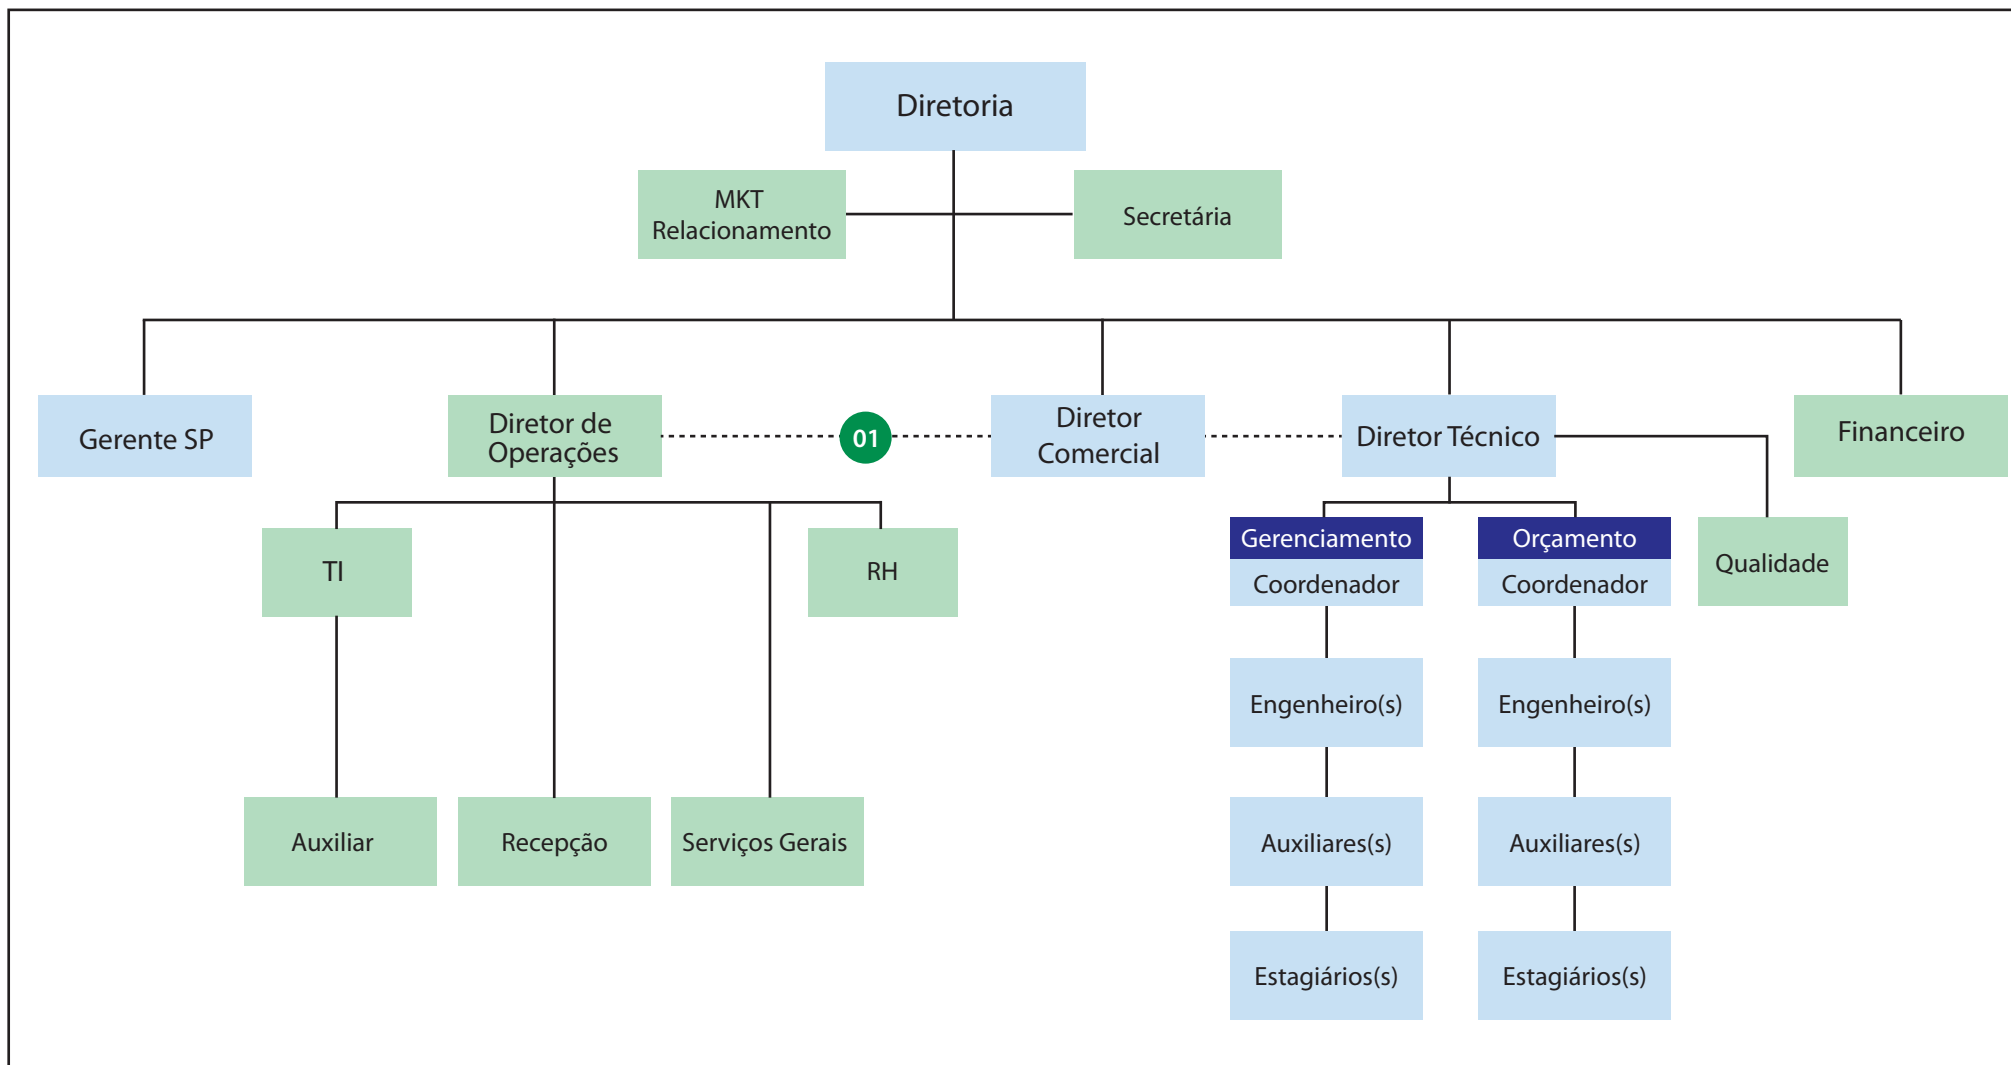 Diretoria
MKT
Relacionamento
Secretária
Gerente SP
Diretor de
Operações
01
Diretor
Comercial
Diretor Técnico
Financeiro
TI
RH
Gerenciamento
Coordenador
Orçamento
Coordenador
Qualidade
Engenheiro(s)
Engenheiro(s)
Auxiliar
Recepção
Serviços Gerais
Auxiliares(s)
Auxiliares(s)
Estagiários(s)
Estagiários(s)